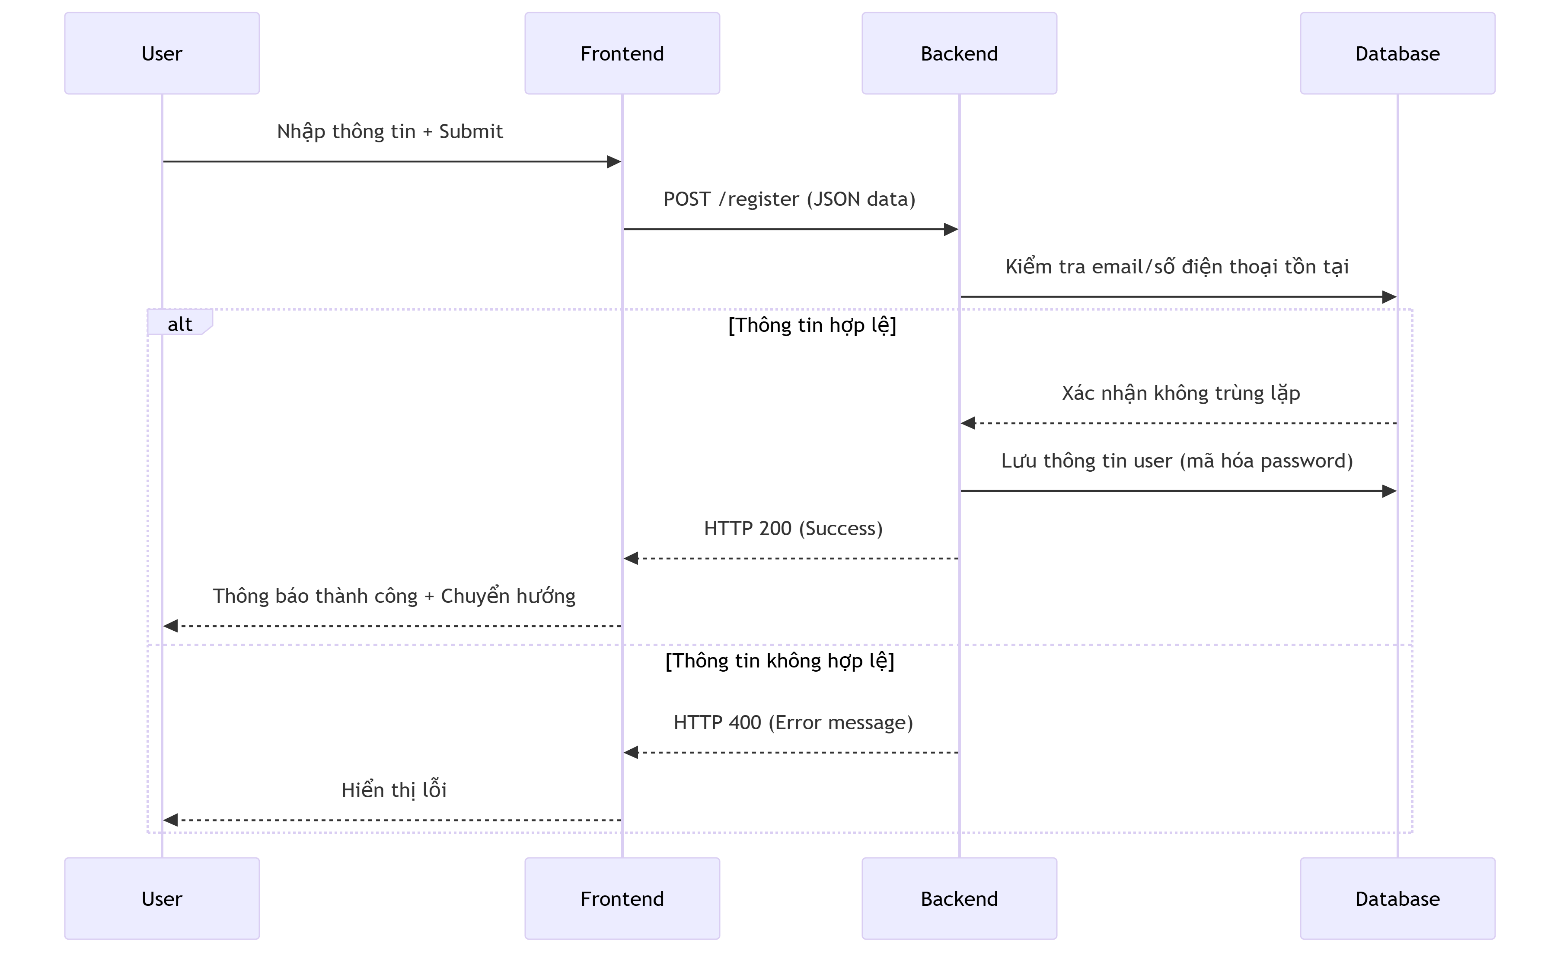 User
Frontend
Backend
Database
Nhập thông tin + Submit
POST /register (JSON data)
Kiểm tra email/số điện thoại tồn tại
alt
[Thông tin hợp lệ]
Xác nhận không trùng lặp
Lưu thông tin user (mã hóa password)
HTTP 200 (Success)
Thông báo thành công + Chuyển hướng
[Thông tin không hợp lệ]
HTTP 400 (Error message)
Hiển thị lỗi
User
Frontend
Backend
Database